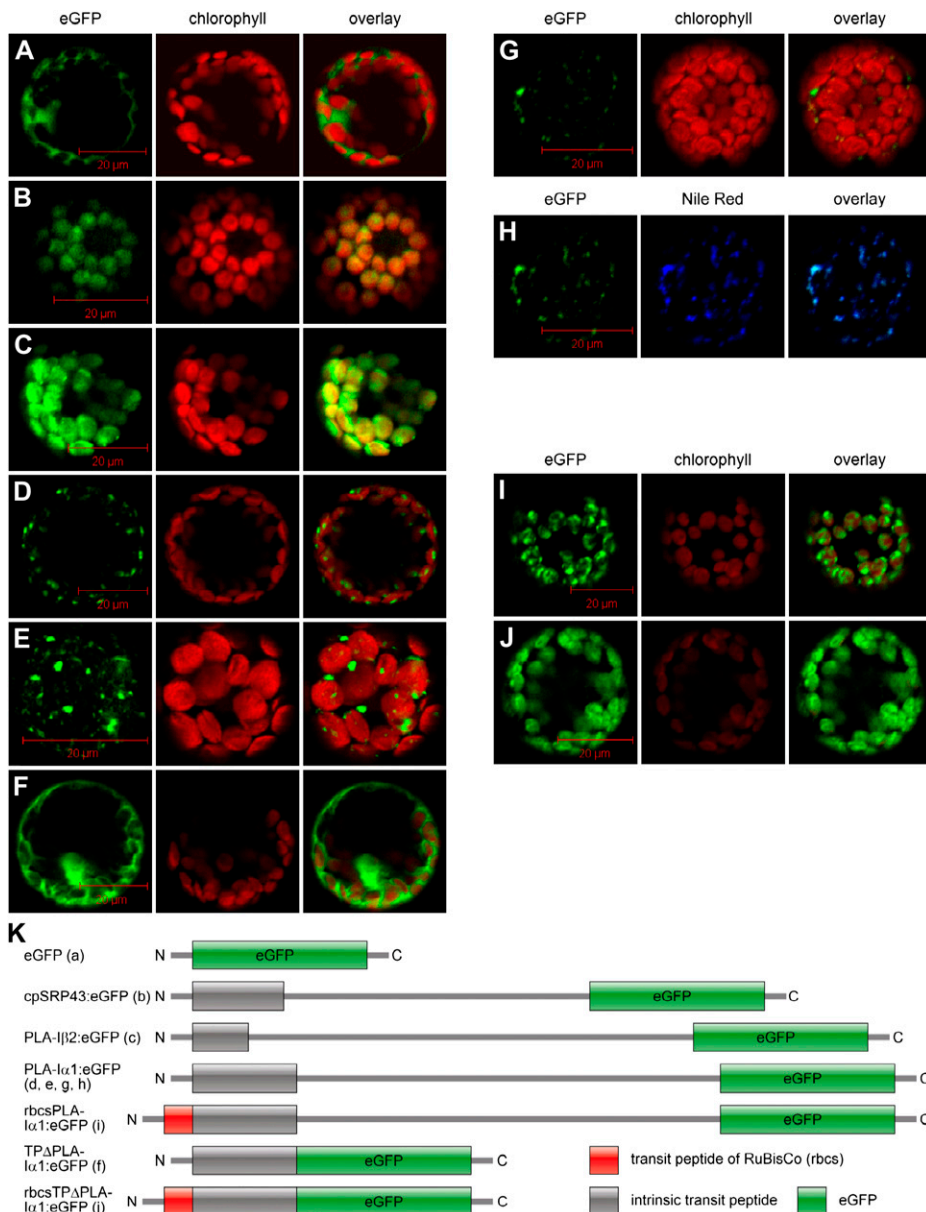 eGFP chlorophyll overlay
A
20 µm
B
20 µm
C
20 µm
D
20 µm
E
20 µm
F
20 µm
eGFP chlorophyll overlay
G
20 µm
eGFP Nile Red overlay
H
20 µm
eGFP chlorophyll overlay
I
20 µm
J
20 µm
K
eGFP (a) N eGFP C
cpSRP43:eGFP (b) N eGFP C
PLA-Iβ2:eGFP (c) N eGFP C
PLA-Iα1:eGFP
(d, e, g, h) N eGFP C
rbcsPLA-
Iα1:eGFP (i) N eGFP C
TPΔPLA-
Iα1:eGFP (f) N eGFP C
rbcsTPΔPLA-
Iα1:eGFP (j) N eGFP C
transit peptide of RuBisCo (rbcs)
intrinsic transit peptide eGFP